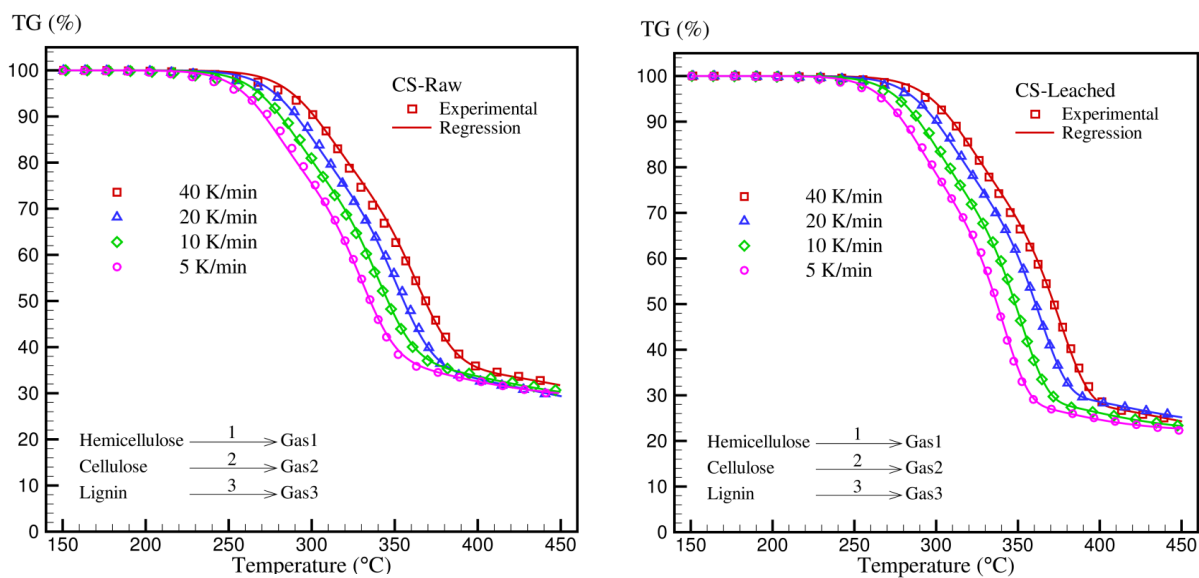 TG (%)
CS-Raw
Experimental
Regression
40 K/min
20 K/min
10 K/min
5 K/min
Hemicellulose 1 Gas1
Cellulose 2 Gas2
Lignin 3 Gas3
100
90
80
70
60
50
40
30
20
10
0
150 200 250 300 350 400 450
Temperature (°C)
TG (%)
CS-Leached
Experimental
Regression
40 K/min
20 K/min
10 K/min
5 K/min
Hemicellulose 1 Gas1
Cellulose 2 Gas2
Lignin 3 Gas3
100
90
80
70
60
50
40
30
20
10
0
150 200 250 300 350 400 450
Temperature (°C)